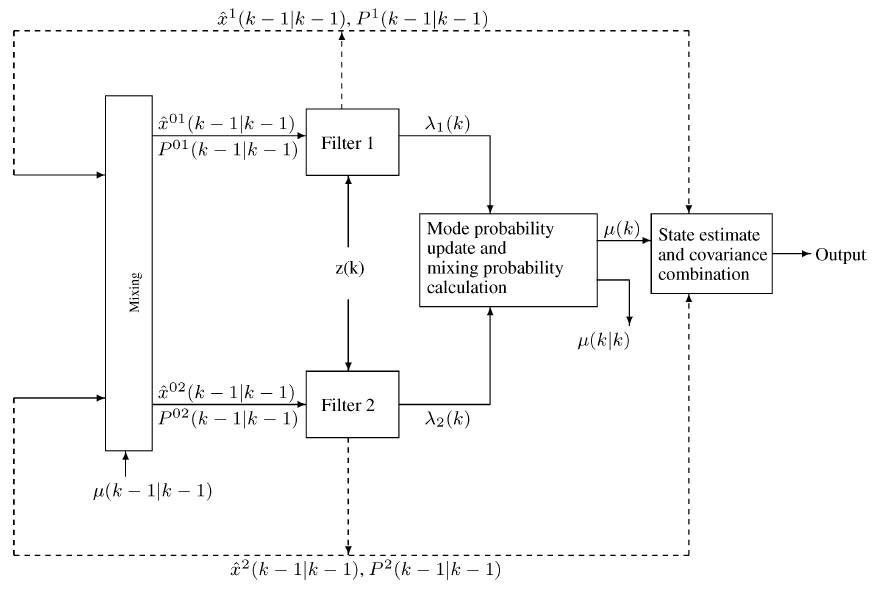 x̂¹(k−1|k−1), P¹(k−1|k−1)
x̂⁰¹(k−1|k−1)
P⁰¹(k−1|k−1)
Filter 1
λ₁(k)
Mode probability
update and
mixing probability
calculation
μ(k)
State estimate
and covariance
combination
Output
z(k)
Mixing
μ(k|k)
x̂⁰²(k−1|k−1)
P⁰²(k−1|k−1)
Filter 2
λ₂(k)
μ(k−1|k−1)
x̂²(k−1|k−1), P²(k−1|k−1)